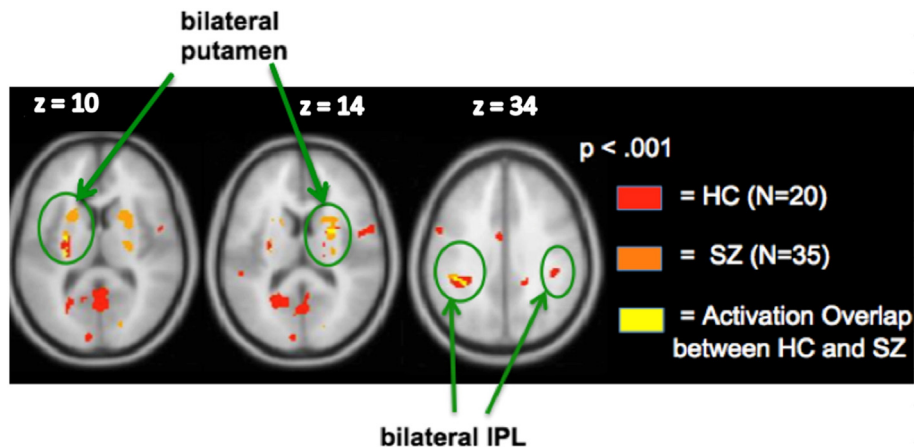 bilateral
putamen
z = 10
z = 14
z = 34
p < .001
= HC (N=20)
= SZ (N=35)
= Activation Overlap
between HC and SZ
bilateral IPL